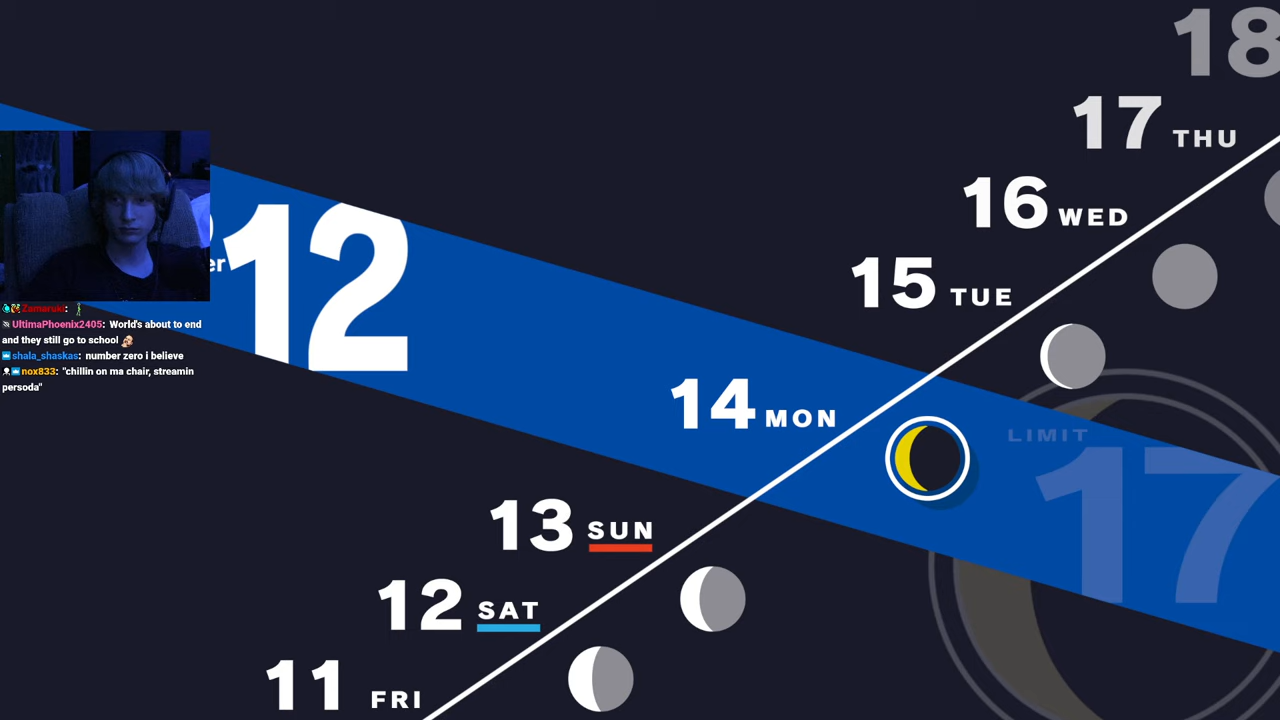 18
17 THU
16 WED
15 TUE
er 12
14 MON
LIMIT
17
13 SUN
12 SAT
11 FRI
Zamaruki:
UltimaPhoenix2405: World's about to end
and they still go to school
shala_shaskas: number zero i believe
nox833: "chillin on ma chair, streamin
persoda"